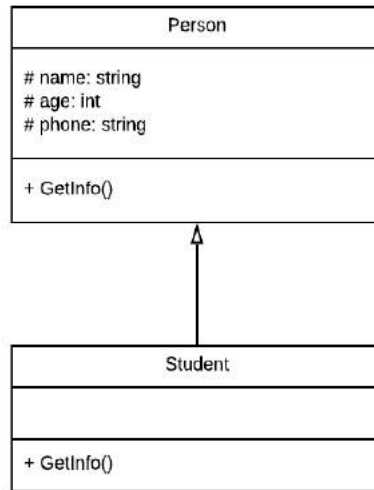 Person
# name: string
# age: int
# phone: string
+ GetInfo()
Student
+ GetInfo()